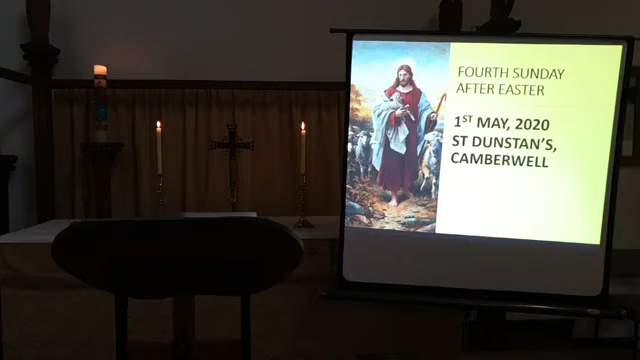 FOURTH SUNDAY
AFTER EASTER
1ST MAY, 2020
ST DUNSTAN'S,
CAMBERWELL